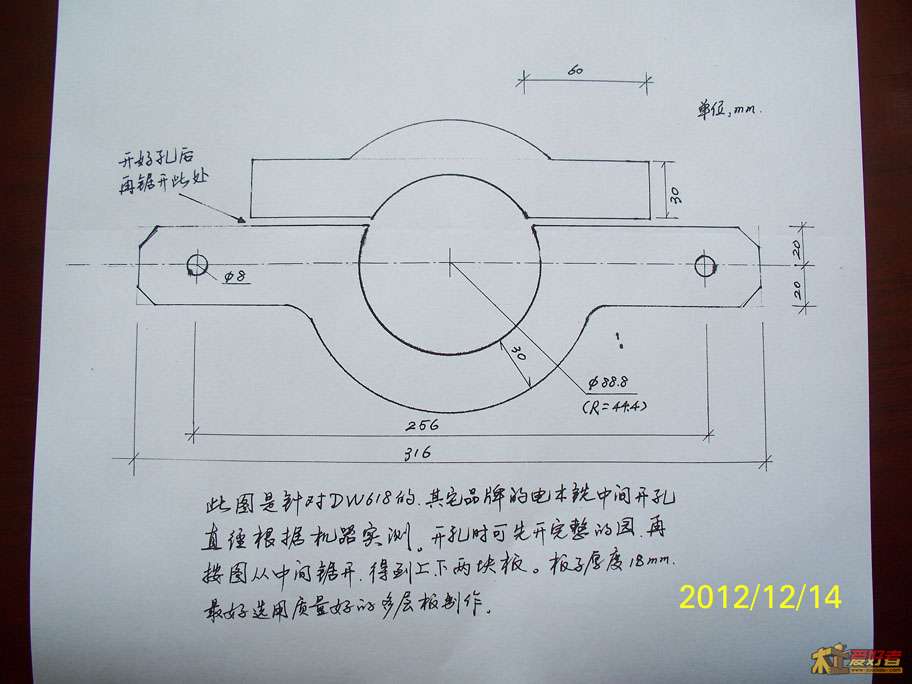 60
单位,mm.
开好孔后
再锯开此处
30
20
20
φ8
30
φ88.8
(R=44.4)
256
316
此图是针对DW618的.其它品牌的电木铣中间开孔
直径根据机器实测。开孔时可先开完整的圆.再
按图从中间锯开.得到上下两块板。板子厚度18mm.
最好选用质量好的多层板制作。
2012/12/14
木工爱好者